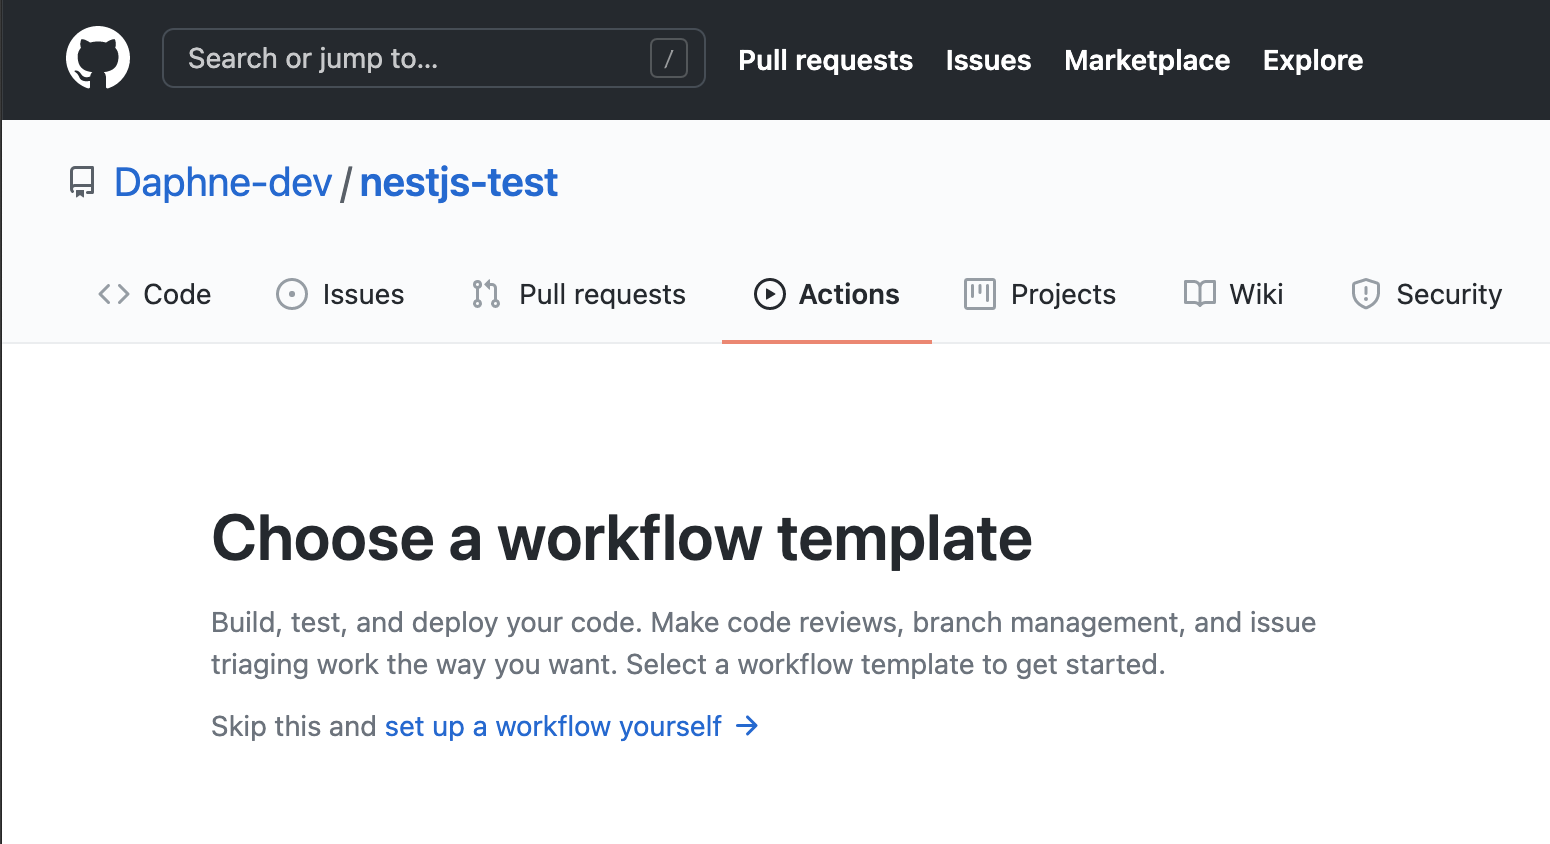 Search or jump to... /
Pull requests Issues Marketplace Explore
Daphne-dev / nestjs-test
Code Issues Pull requests Actions Projects Wiki Security
Choose a workflow template
Build, test, and deploy your code. Make code reviews, branch management, and issue
triaging work the way you want. Select a workflow template to get started.
Skip this and set up a workflow yourself →